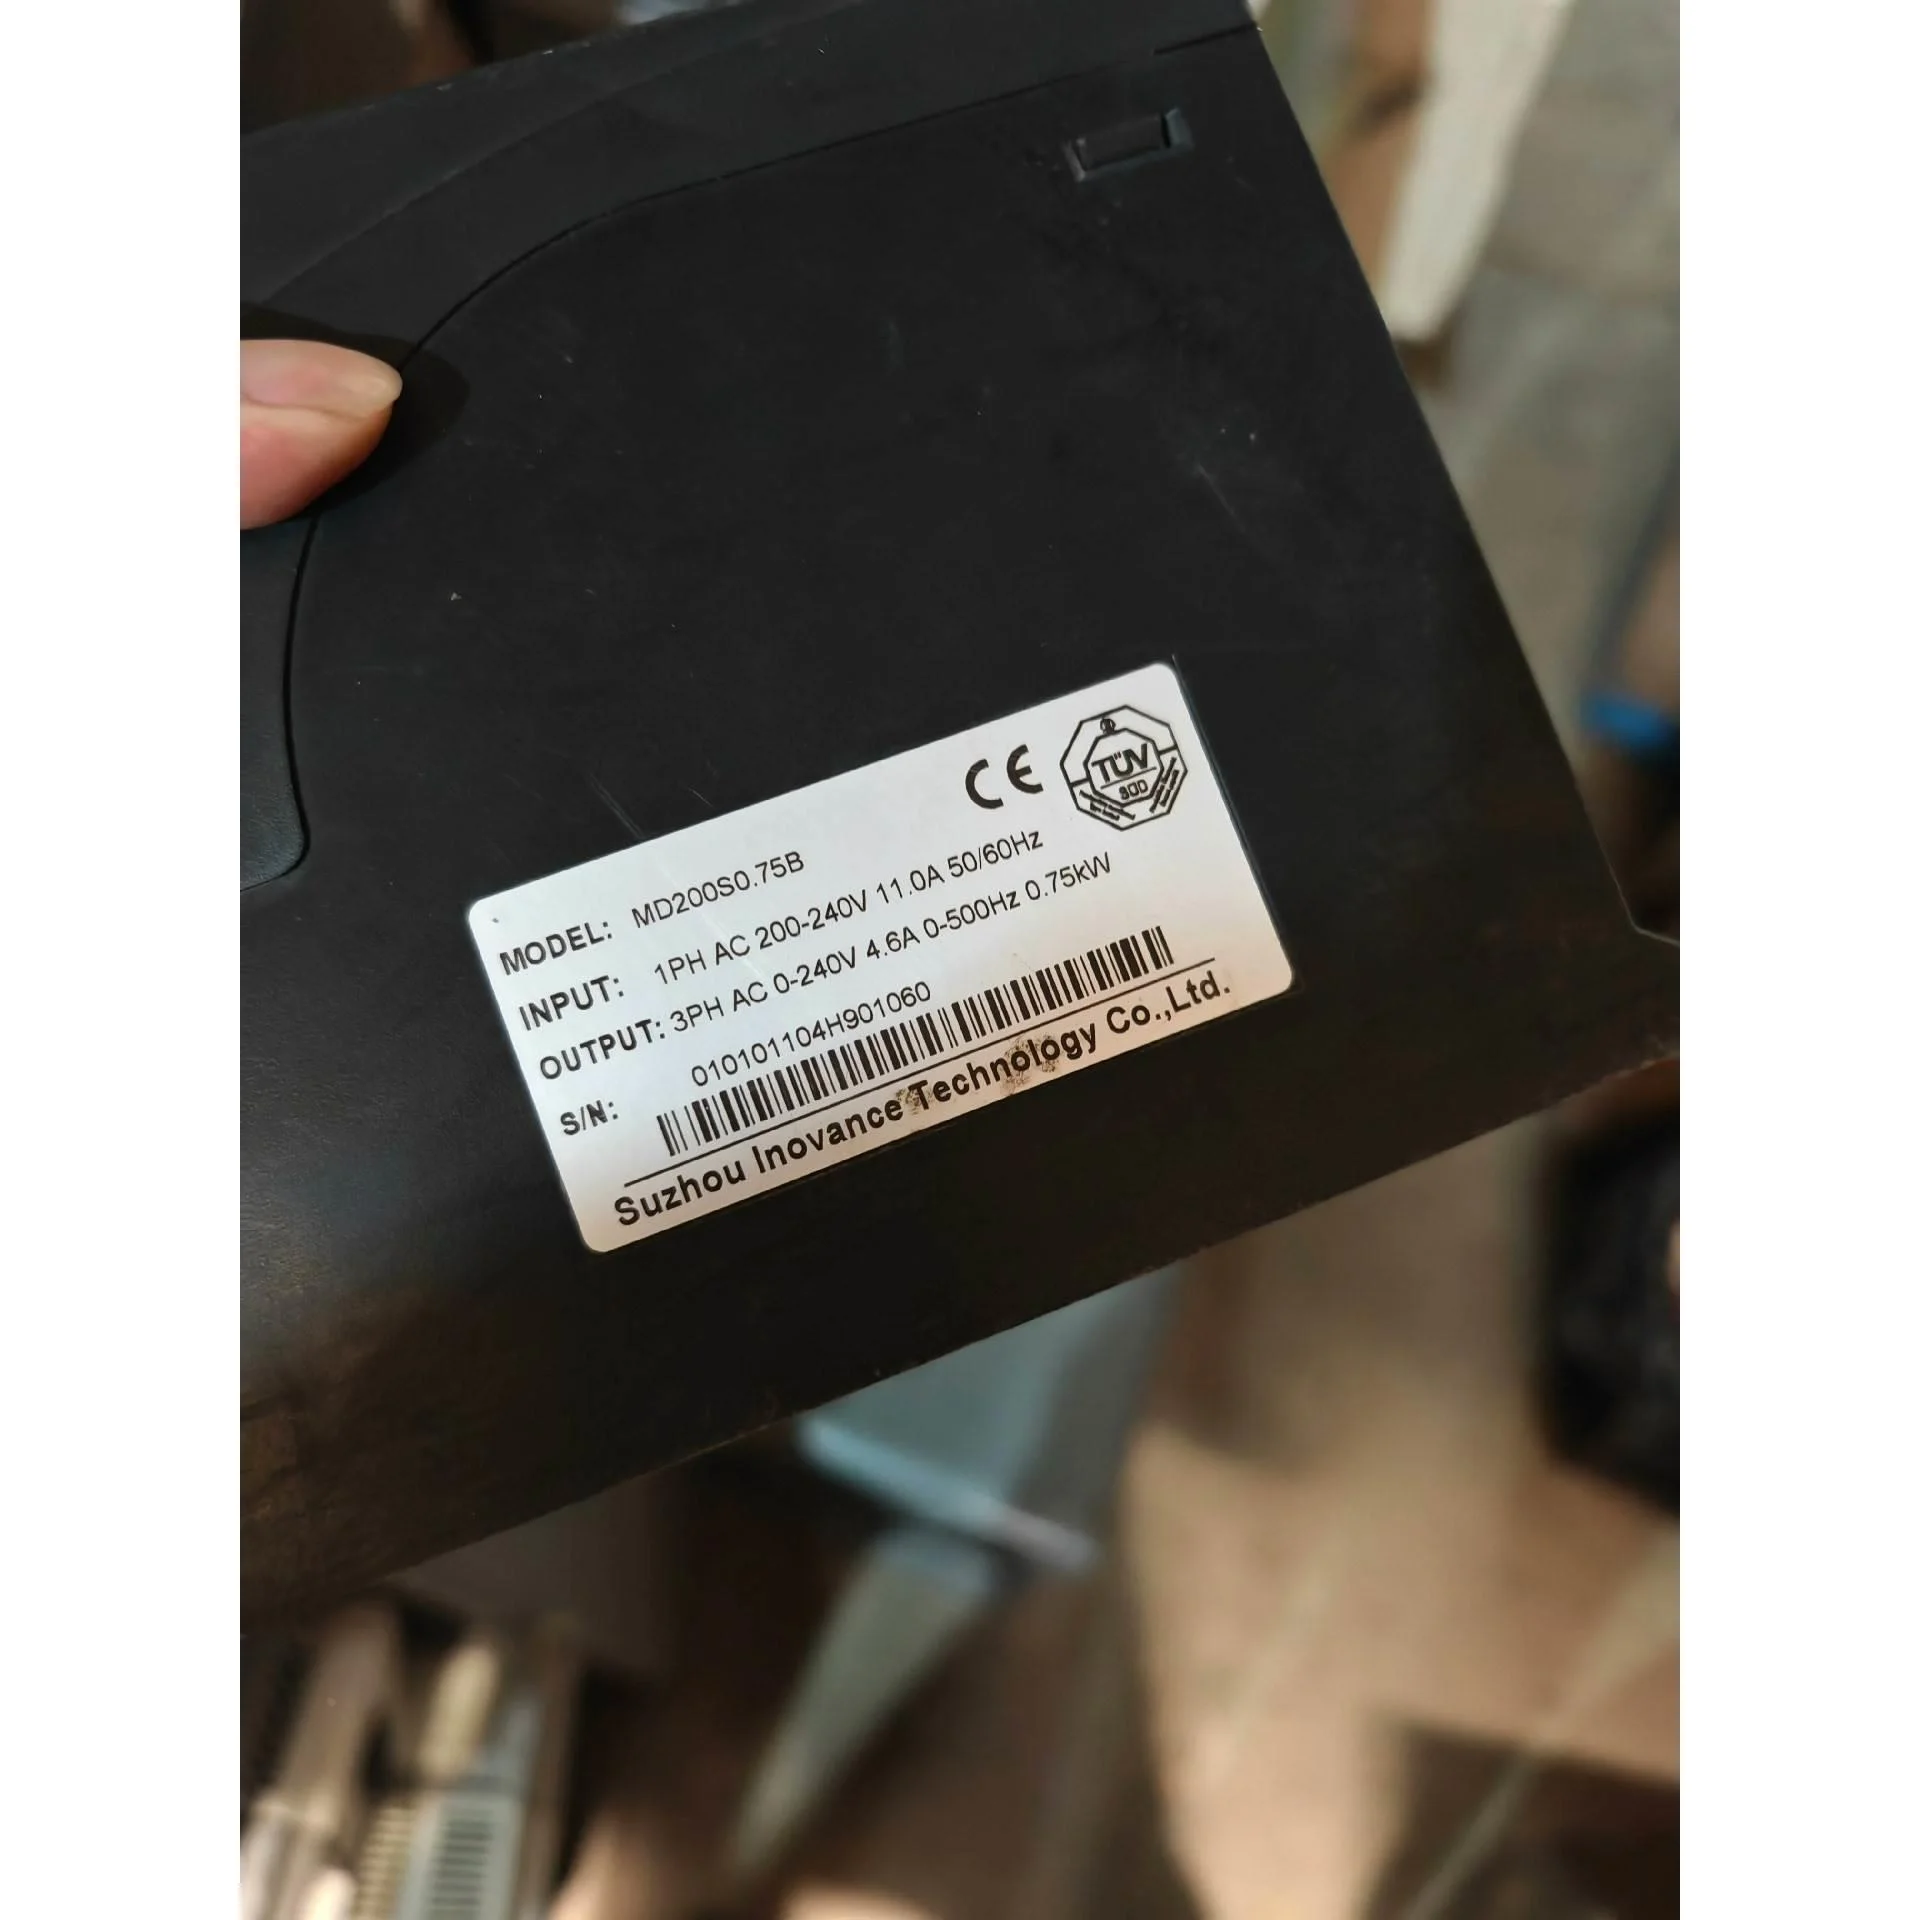 CE
TÜV
SÜD
MODEL: MD200S0.75B
INPUT: 1PH AC 200-240V 11.0A 50/60Hz
OUTPUT: 3PH AC 0-240V 4.6A 0-500Hz 0.75kW
S/N: 010101104H901060
Suzhou Inovance Technology Co.,Ltd.